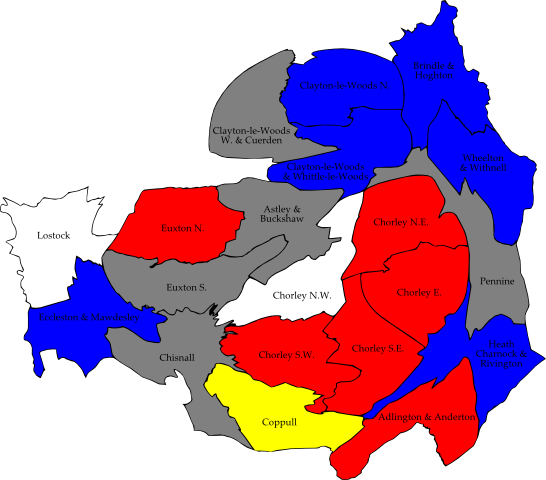 Brindle &
Hoghton
Clayton-le-Woods N.
Clayton-le-Woods
W. & Cuerden
Clayton-le-Woods
& Whittle-le-Woods
Wheelton
& Withnell
Astley &
Buckshaw
Chorley N.E.
Euxton N.
Lostock
Pennine
Euxton S.
Chorley N.W.
Chorley E.
Eccleston & Mawdesley
Chisnall
Chorley S.W.
Chorley S.E.
Heath
Charnock &
Rivington
Coppull
Adlington & Anderton